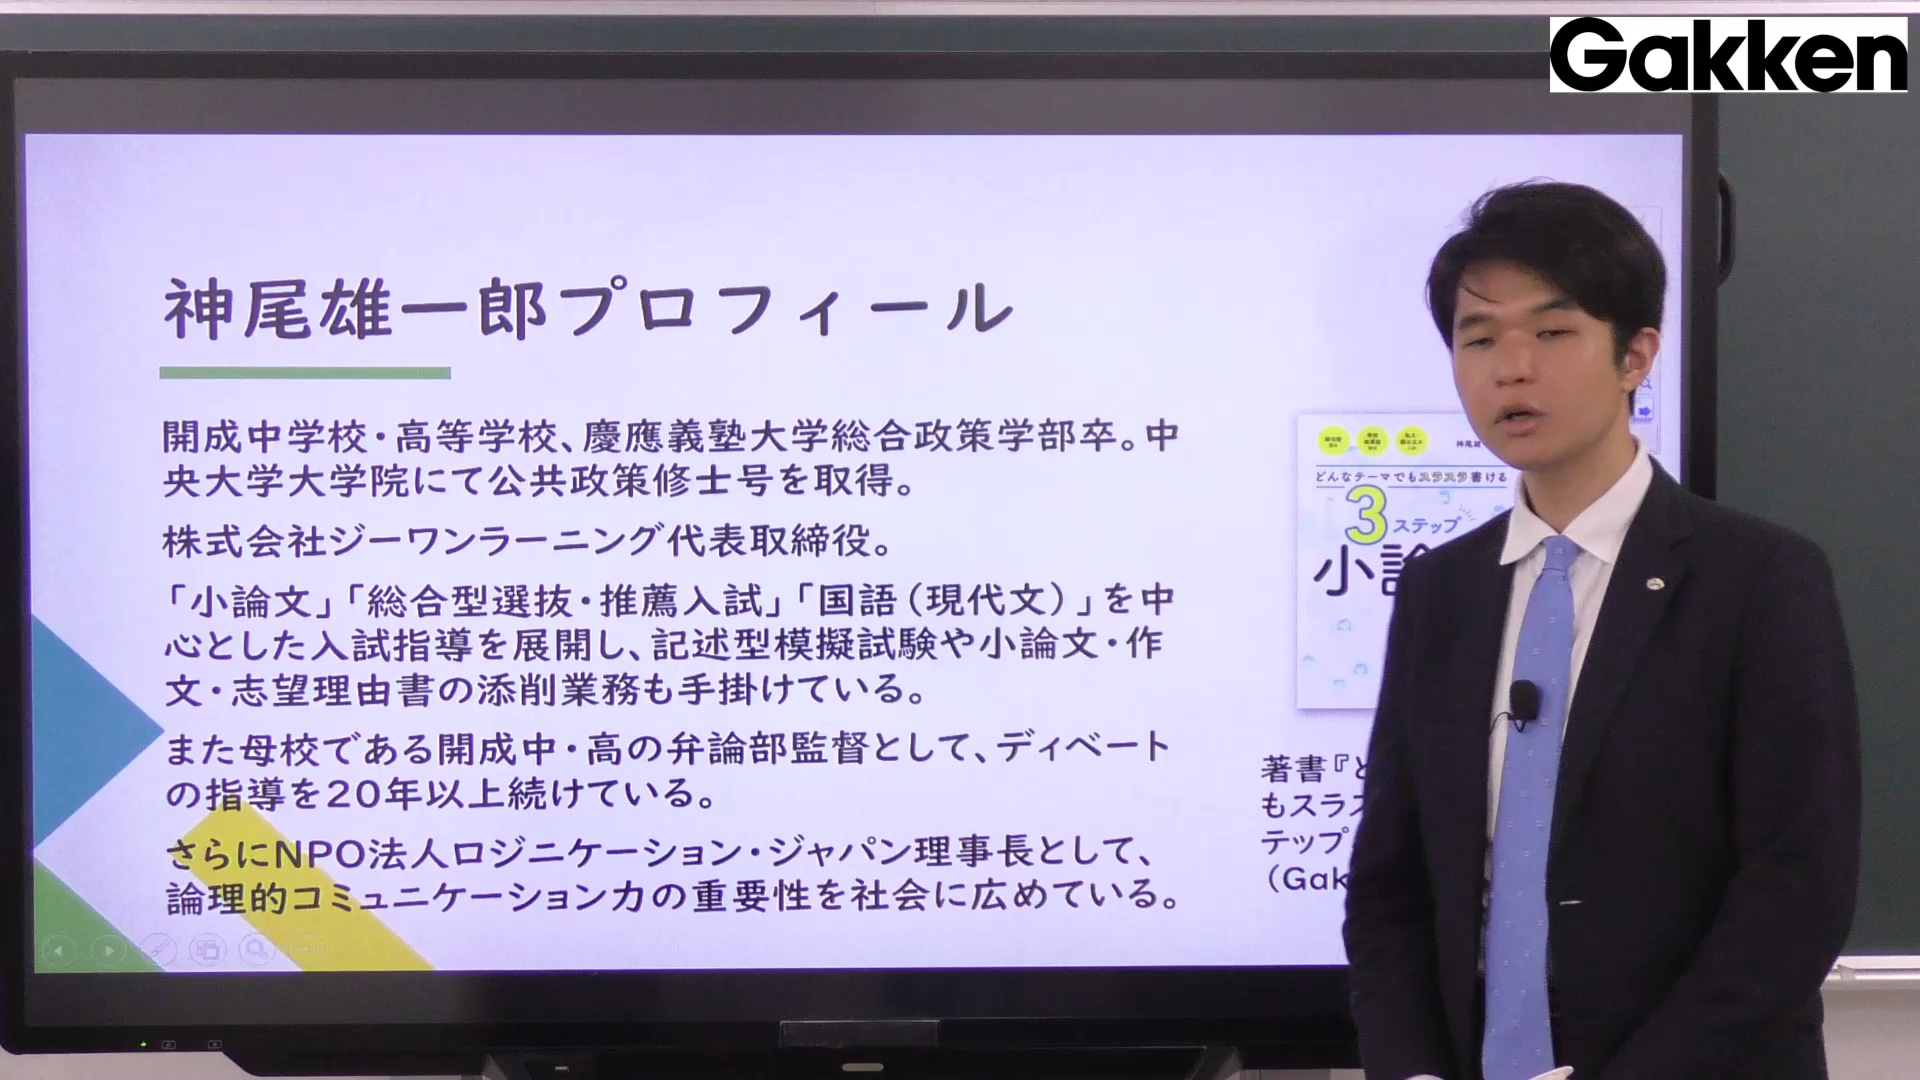 Gakken
神尾雄一郎プロフィール
開成中学校・高等学校、慶應義塾大学総合政策学部卒。中
央大学大学院にて公共政策修士号を取得。
株式会社ジーワンラーニング代表取締役。
「小論文」「総合型選抜・推薦入試」「国語（現代文）」を中
心とした入試指導を展開し、記述型模擬試験や小論文・作
文・志望理由書の添削業務も手掛けている。
また母校である開成中・高の弁論部監督として、ディベート
の指導を20年以上続けている。
さらにNPO法人ロジニケーション・ジャパン理事長として、
論理的コミュニケーション力の重要性を社会に広めている。
神尾雄
どんなテーマでもスラスラ書ける
3ステップ
小論
著書『ど
もスラス
テップ
（Gak